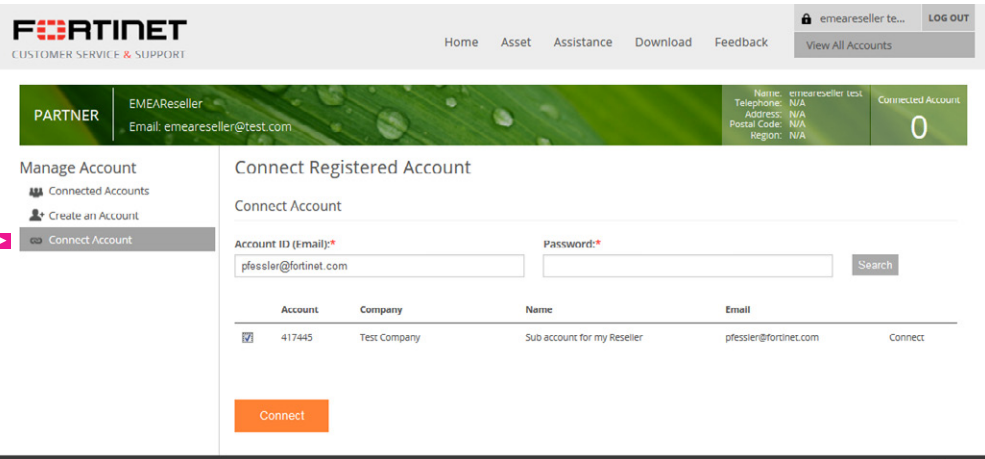 FORTINET
CUSTOMER SERVICE & SUPPORT
Home Asset Assistance Download Feedback
emeareseller te... LOG OUT
View All Accounts
PARTNER
EMEAReseller
Email: emeareseller@test.com
Name: emeareseller test
Telephone: N/A
Address: N/A
Postal Code: N/A
Region: N/A
Connected Account
0
Manage Account
Connected Accounts
Create an Account
Connect Account
Connect Registered Account
Connect Account
Account ID (Email):* Password:*
pfessler@fortinet.com Search
Account Company Name Email
417445 Test Company Sub account for my Reseller pfessler@fortinet.com Connect
Connect